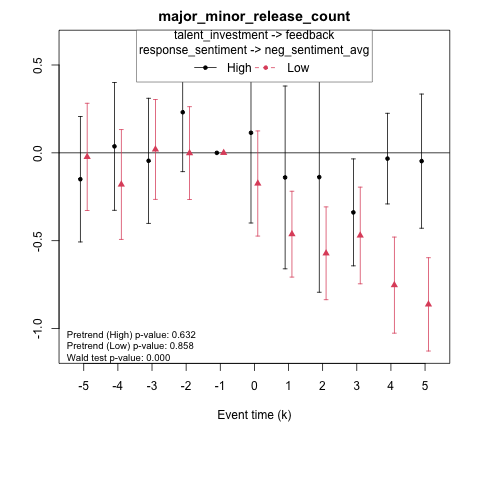 major_minor_release_count
talent_investment -> feedback
response_sentiment -> neg_sentiment_avg
High Low
0.5
0.0
-0.5
-1.0
Pretrend (High) p-value: 0.632
Pretrend (Low) p-value: 0.858
Wald test p-value: 0.000
-5 -4 -3 -2 -1 0 1 2 3 4 5
Event time (k)